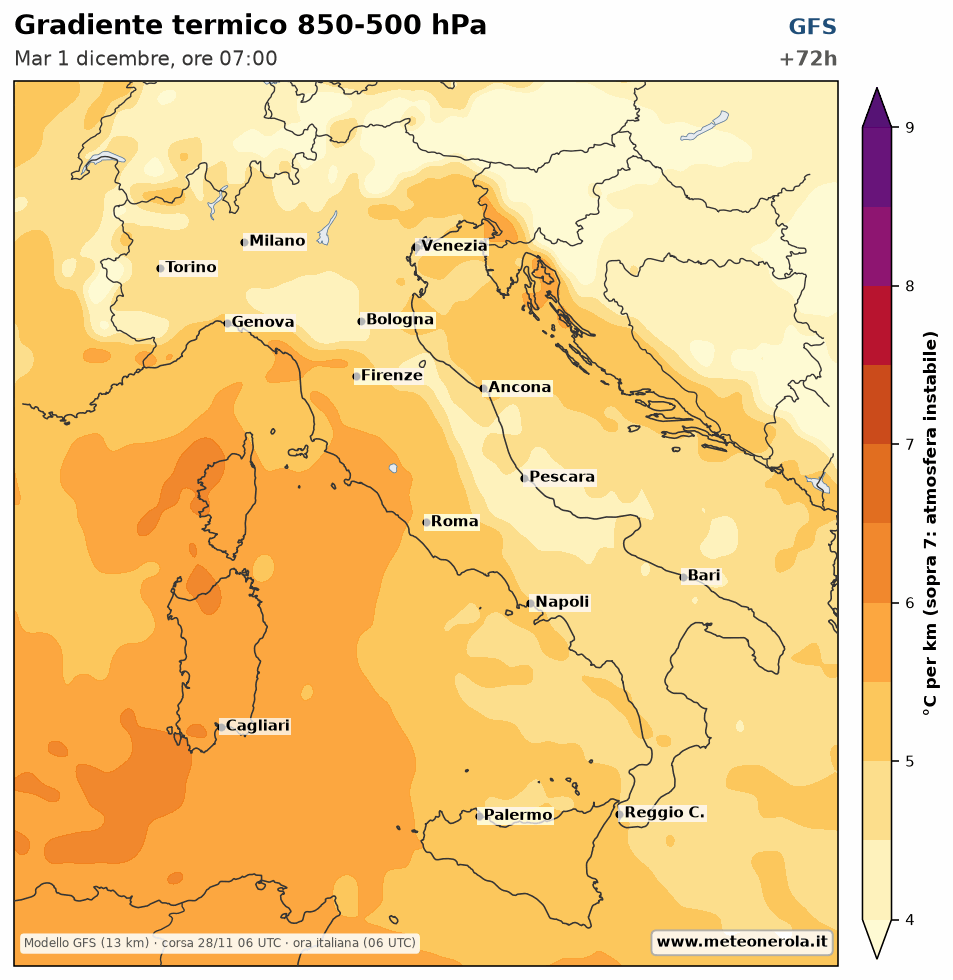 Gradiente termico 850-500 hPa
GFS
Mar 1 dicembre, ore 07:00
+72h
Milano
Venezia
Torino
Genova
Bologna
Firenze
Ancona
Pescara
Roma
Bari
Napoli
Cagliari
Palermo
Reggio C.
9
8
7
6
5
4
°C per km (sopra 7: atmosfera instabile)
Modello GFS (13 km) · corsa 28/11 06 UTC · ora italiana (06 UTC)
www.meteonerola.it